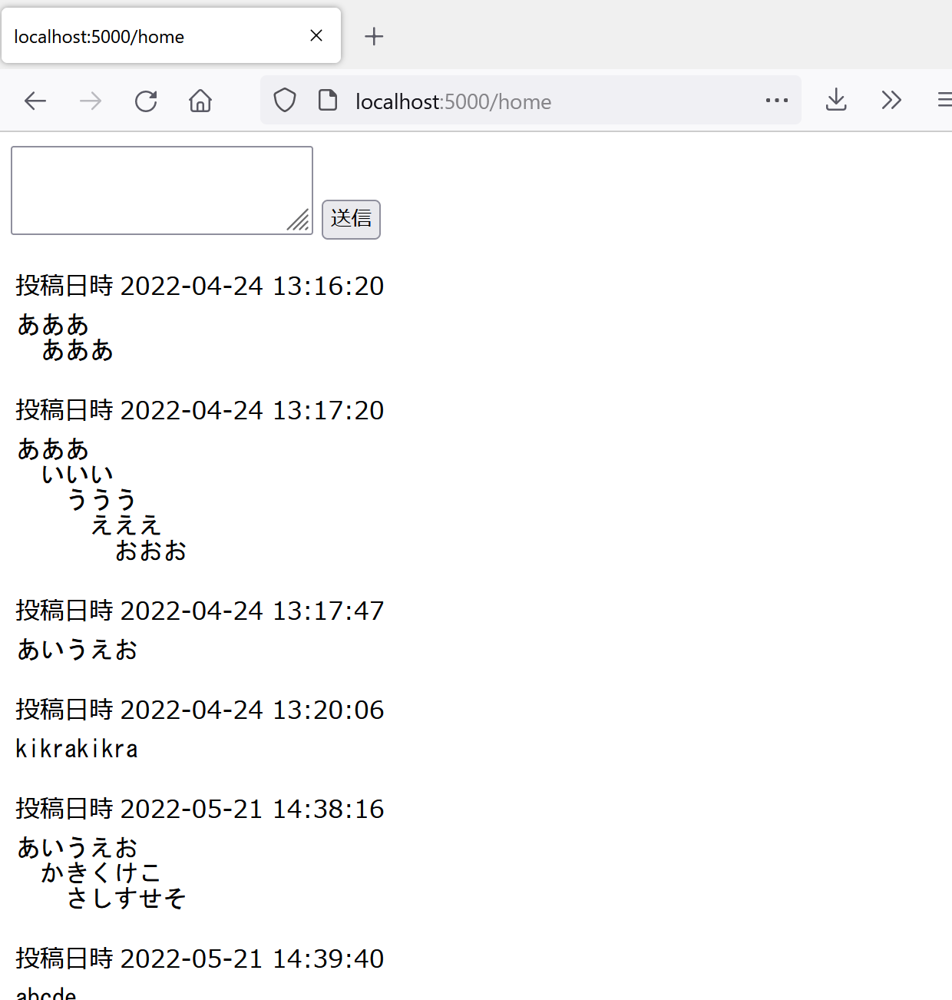 localhost:5000/home
localhost:5000/home
送信
投稿日時 2022-04-24 13:16:20
あああ
　あああ
投稿日時 2022-04-24 13:17:20
あああ
　いいい
　　ううう
　　　えええ
　　　　おおお
投稿日時 2022-04-24 13:17:47
あいうえお
投稿日時 2022-04-24 13:20:06
kikrakikra
投稿日時 2022-05-21 14:38:16
あいうえお
　かきくけこ
　　さしすせそ
投稿日時 2022-05-21 14:39:40
abcde